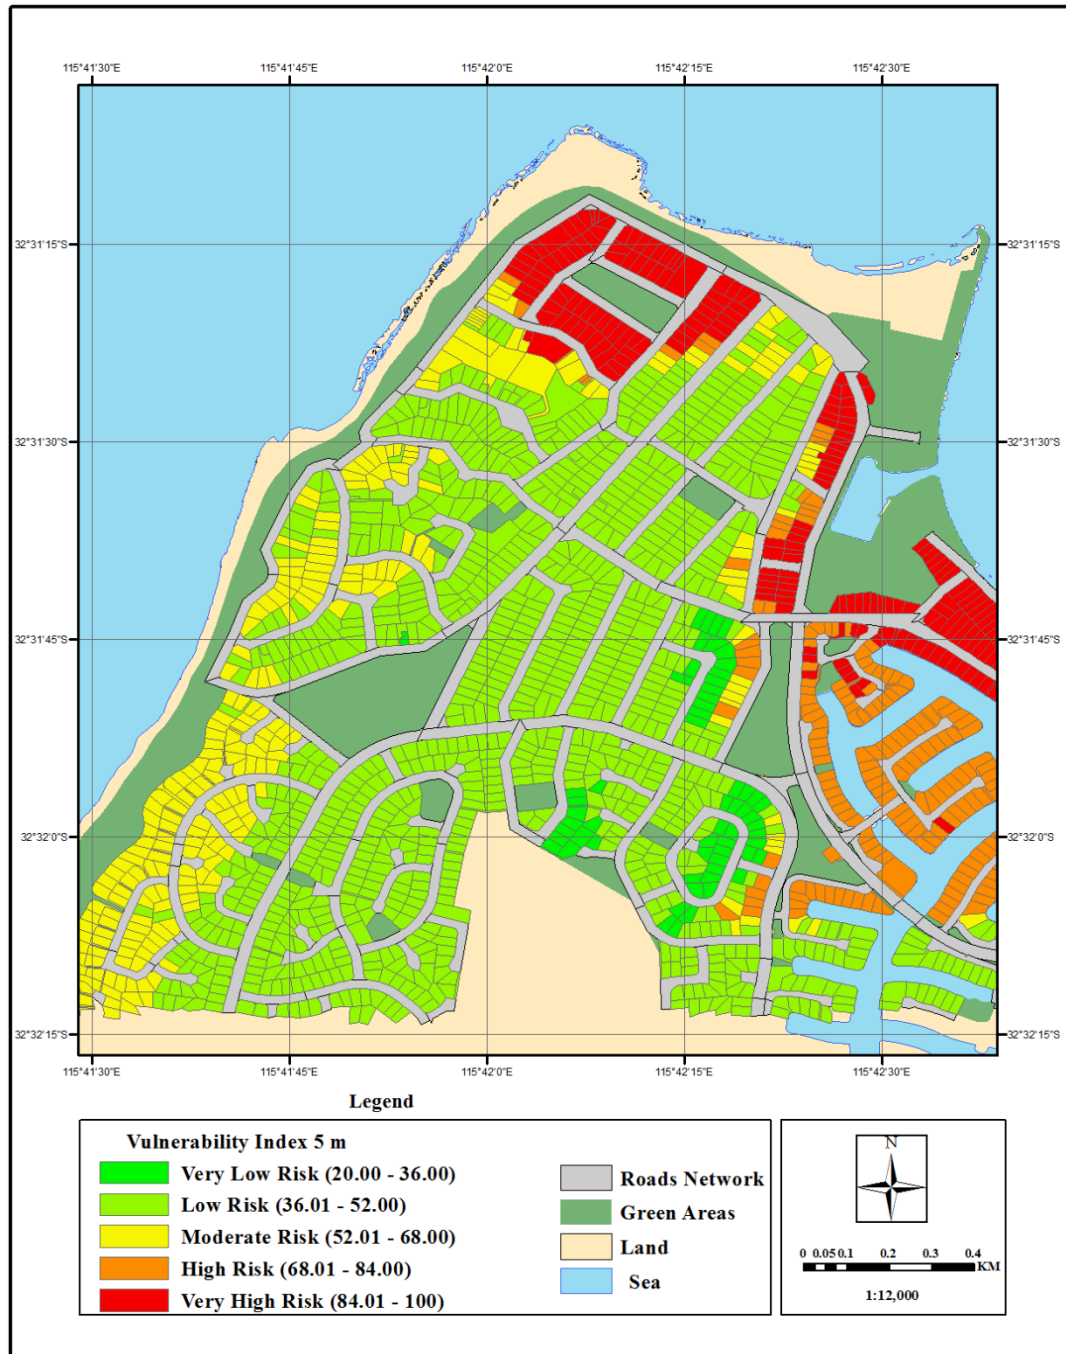 115°41'30"E 115°41'45"E 115°42'0"E 115°42'15"E 115°42'30"E
32°31'15"S 32°31'15"S
32°31'30"S 32°31'30"S
32°31'45"S 32°31'45"S
32°32'0"S 32°32'0"S
32°32'15"S 32°32'15"S
115°41'30"E 115°41'45"E 115°42'0"E 115°42'15"E 115°42'30"E
Legend
Vulnerability Index 5 m
Very Low Risk (20.00 - 36.00)
Low Risk (36.01 - 52.00)
Moderate Risk (52.01 - 68.00)
High Risk (68.01 - 84.00)
Very High Risk (84.01 - 100)
Roads Network
Green Areas
Land
Sea
N
0 0.05 0.1 0.2 0.3 0.4
KM
1:12,000